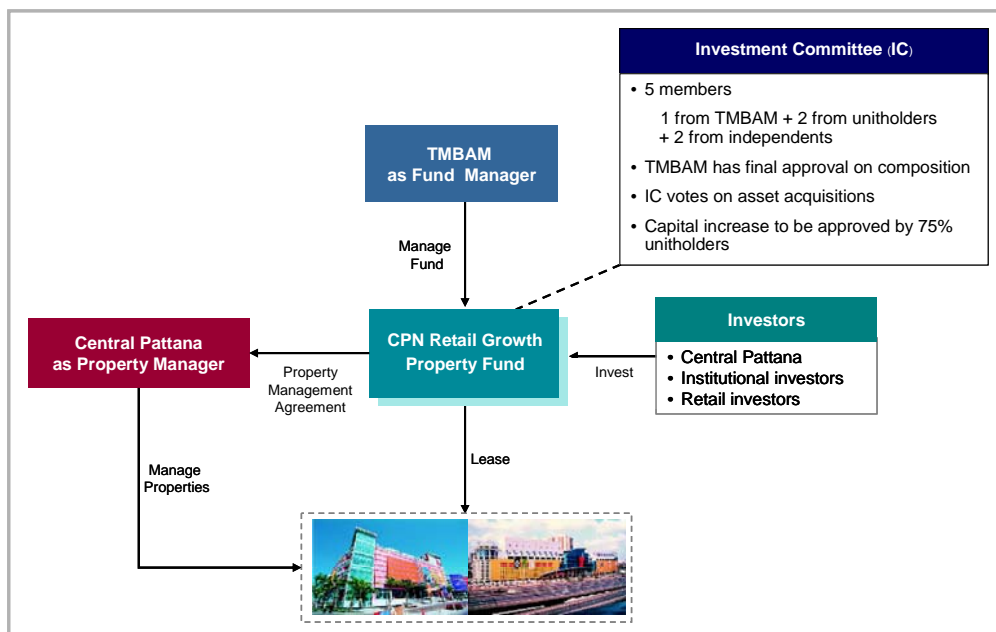 Investment Committee (IC)
• 5 members
1 from TMBAM + 2 from unitholders
+ 2 from independents
• TMBAM has final approval on composition
• IC votes on asset acquisitions
• Capital increase to be approved by 75%
unitholders
TMBAM
as Fund Manager
Manage
Fund
Central Pattana
as Property Manager
CPN Retail Growth
Property Fund
Investors
• Central Pattana
• Institutional investors
• Retail investors
Property
Management
Agreement
Invest
Manage
Properties
Lease